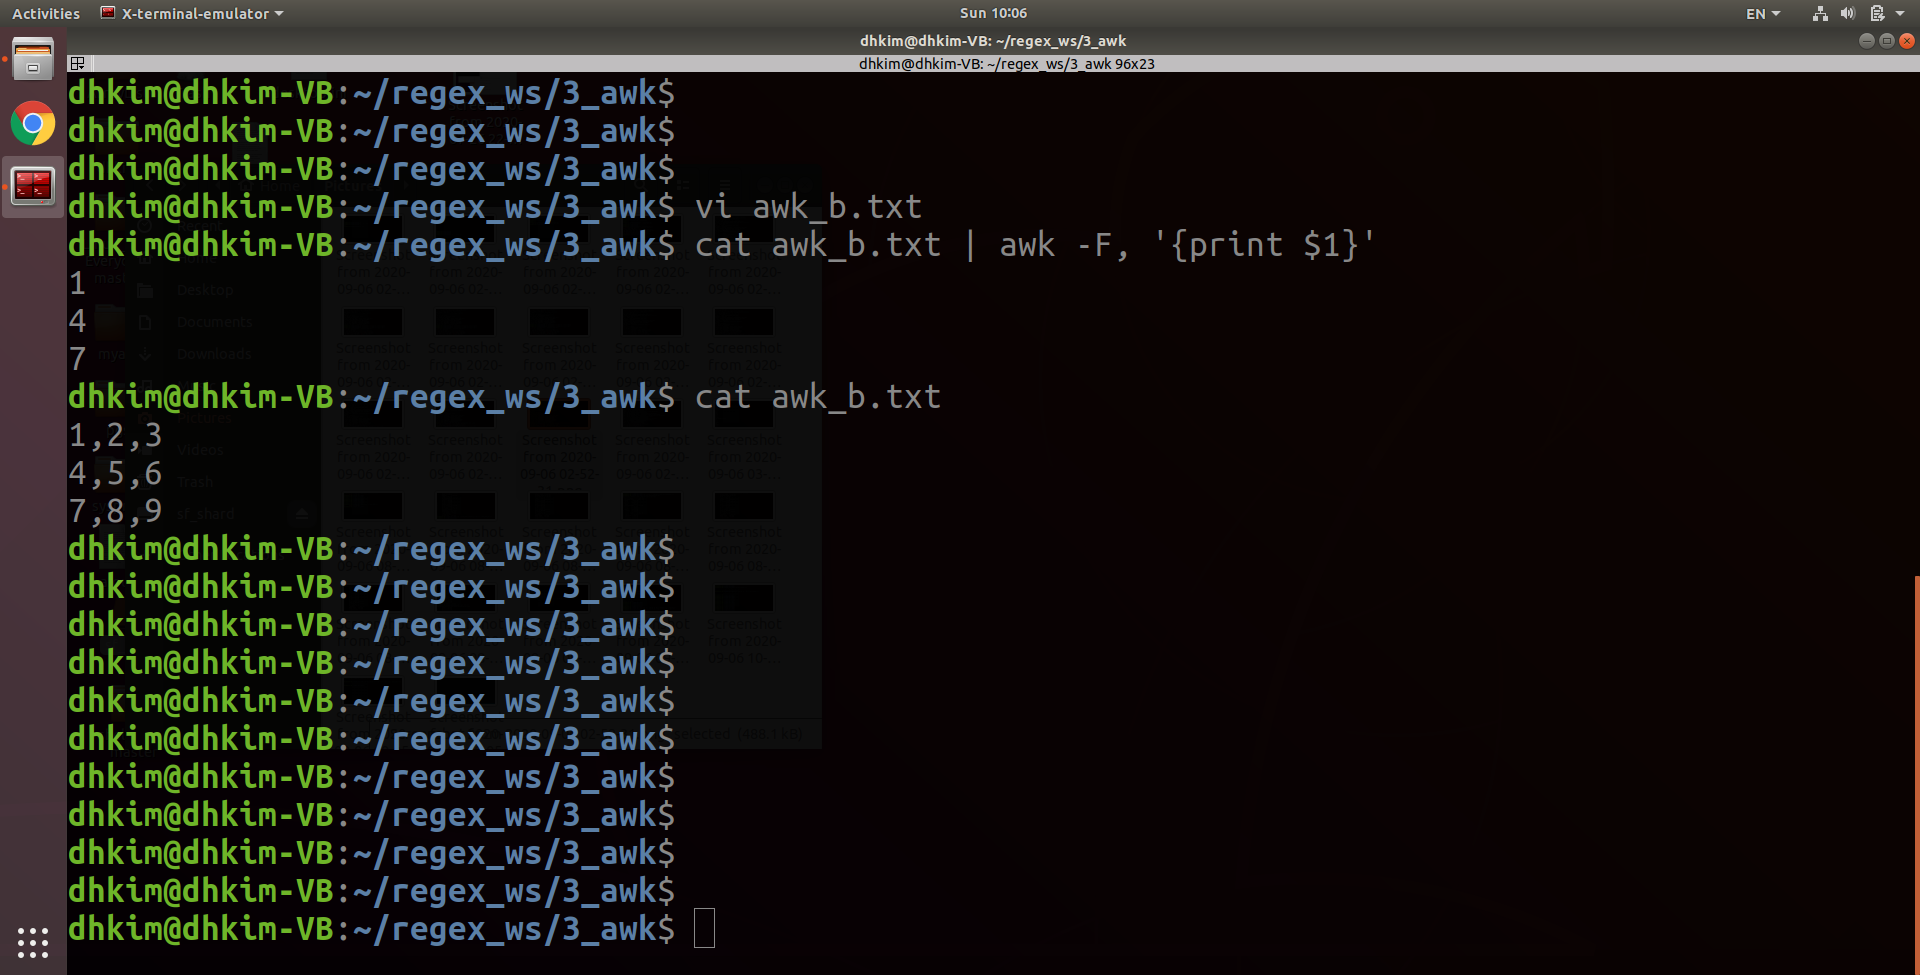 Activities X-terminal-emulator Sun 10:06 EN
dhkim@dhkim-VB: ~/regex_ws/3_awk
dhkim@dhkim-VB: ~/regex_ws/3_awk 96x23
dhkim@dhkim-VB:~/regex_ws/3_awk$
dhkim@dhkim-VB:~/regex_ws/3_awk$
dhkim@dhkim-VB:~/regex_ws/3_awk$
dhkim@dhkim-VB:~/regex_ws/3_awk$ vi awk_b.txt
dhkim@dhkim-VB:~/regex_ws/3_awk$ cat awk_b.txt | awk -F, '{print $1}'
1
4
7
dhkim@dhkim-VB:~/regex_ws/3_awk$ cat awk_b.txt
1,2,3
4,5,6
7,8,9
dhkim@dhkim-VB:~/regex_ws/3_awk$
dhkim@dhkim-VB:~/regex_ws/3_awk$
dhkim@dhkim-VB:~/regex_ws/3_awk$
dhkim@dhkim-VB:~/regex_ws/3_awk$
dhkim@dhkim-VB:~/regex_ws/3_awk$
dhkim@dhkim-VB:~/regex_ws/3_awk$
dhkim@dhkim-VB:~/regex_ws/3_awk$
dhkim@dhkim-VB:~/regex_ws/3_awk$
dhkim@dhkim-VB:~/regex_ws/3_awk$
dhkim@dhkim-VB:~/regex_ws/3_awk$
dhkim@dhkim-VB:~/regex_ws/3_awk$